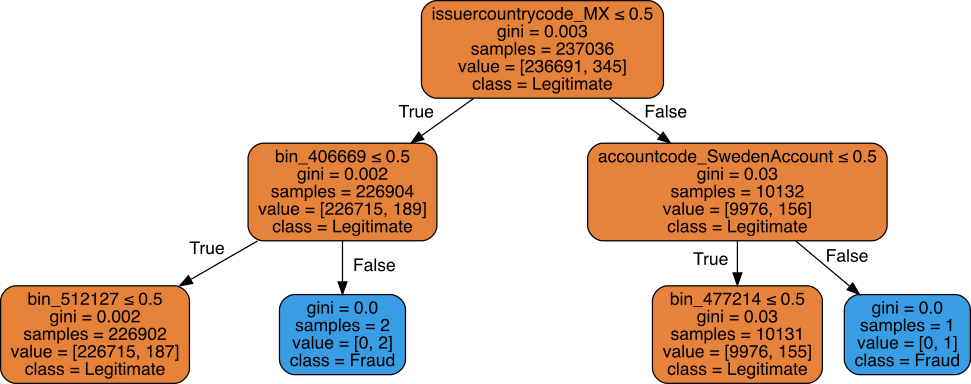 issuercountrycode_MX ≤ 0.5
gini = 0.003
samples = 237036
value = [236691, 345]
class = Legitimate
True
False
bin_406669 ≤ 0.5
gini = 0.002
samples = 226904
value = [226715, 189]
class = Legitimate
accountcode_SwedenAccount ≤ 0.5
gini = 0.03
samples = 10132
value = [9976, 156]
class = Legitimate
True
False
True
False
bin_512127 ≤ 0.5
gini = 0.002
samples = 226902
value = [226715, 187]
class = Legitimate
gini = 0.0
samples = 2
value = [0, 2]
class = Fraud
bin_477214 ≤ 0.5
gini = 0.03
samples = 10131
value = [9976, 155]
class = Legitimate
gini = 0.0
samples = 1
value = [0, 1]
class = Fraud